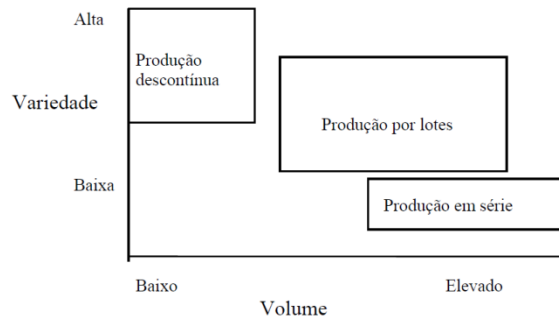 Alta
Produção
descontínua
Variedade
Produção por lotes
Baixa
Produção em série
Baixo
Elevado
Volume